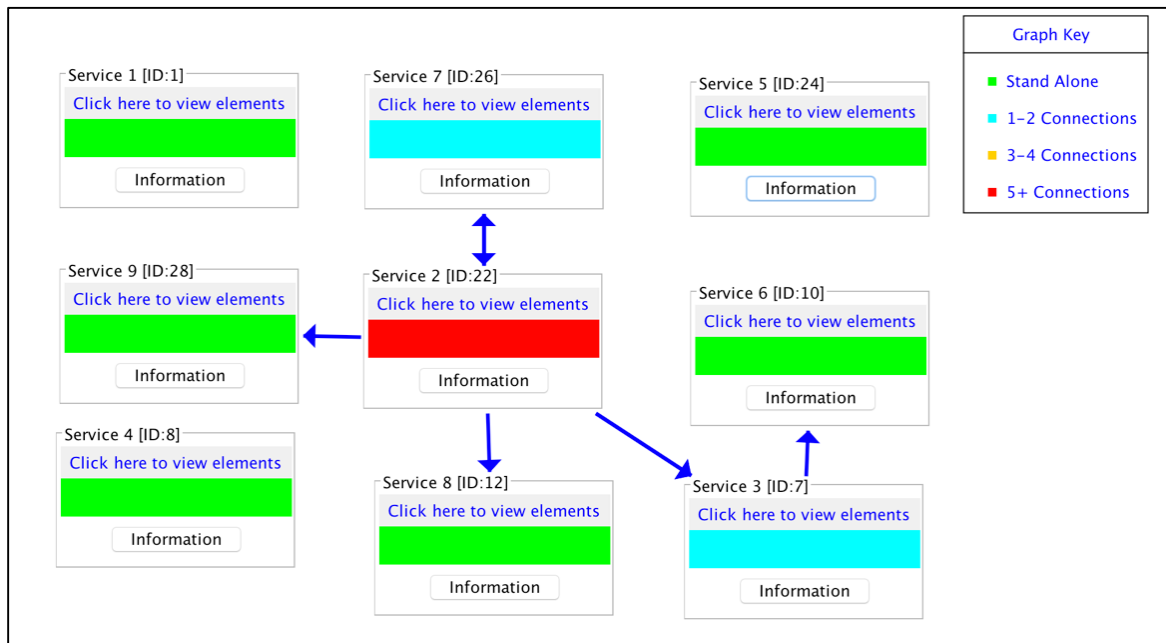 Graph Key
Stand Alone
1-2 Connections
3-4 Connections
5+ Connections
Service 1 [ID:1]
Click here to view elements
Information
Service 7 [ID:26]
Click here to view elements
Information
Service 5 [ID:24]
Click here to view elements
Information
Service 9 [ID:28]
Click here to view elements
Information
Service 2 [ID:22]
Click here to view elements
Information
Service 6 [ID:10]
Click here to view elements
Information
Service 4 [ID:8]
Click here to view elements
Information
Service 8 [ID:12]
Click here to view elements
Information
Service 3 [ID:7]
Click here to view elements
Information